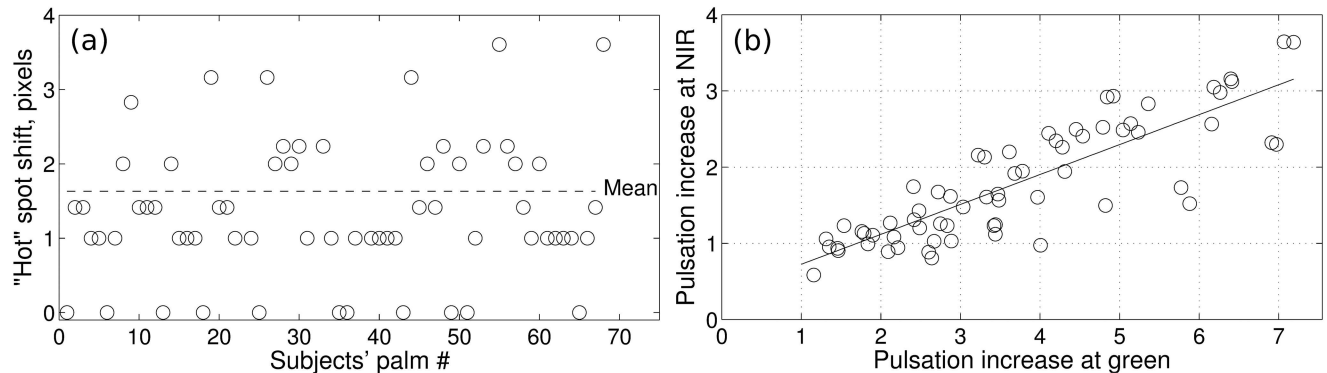 (a)
"Hot" spot shift, pixels
4
3
2
1
0
Mean
0 10 20 30 40 50 60 70
Subjects' palm #
(b)
Pulsation increase at NIR
4
3
2
1
0
1 2 3 4 5 6 7
Pulsation increase at green